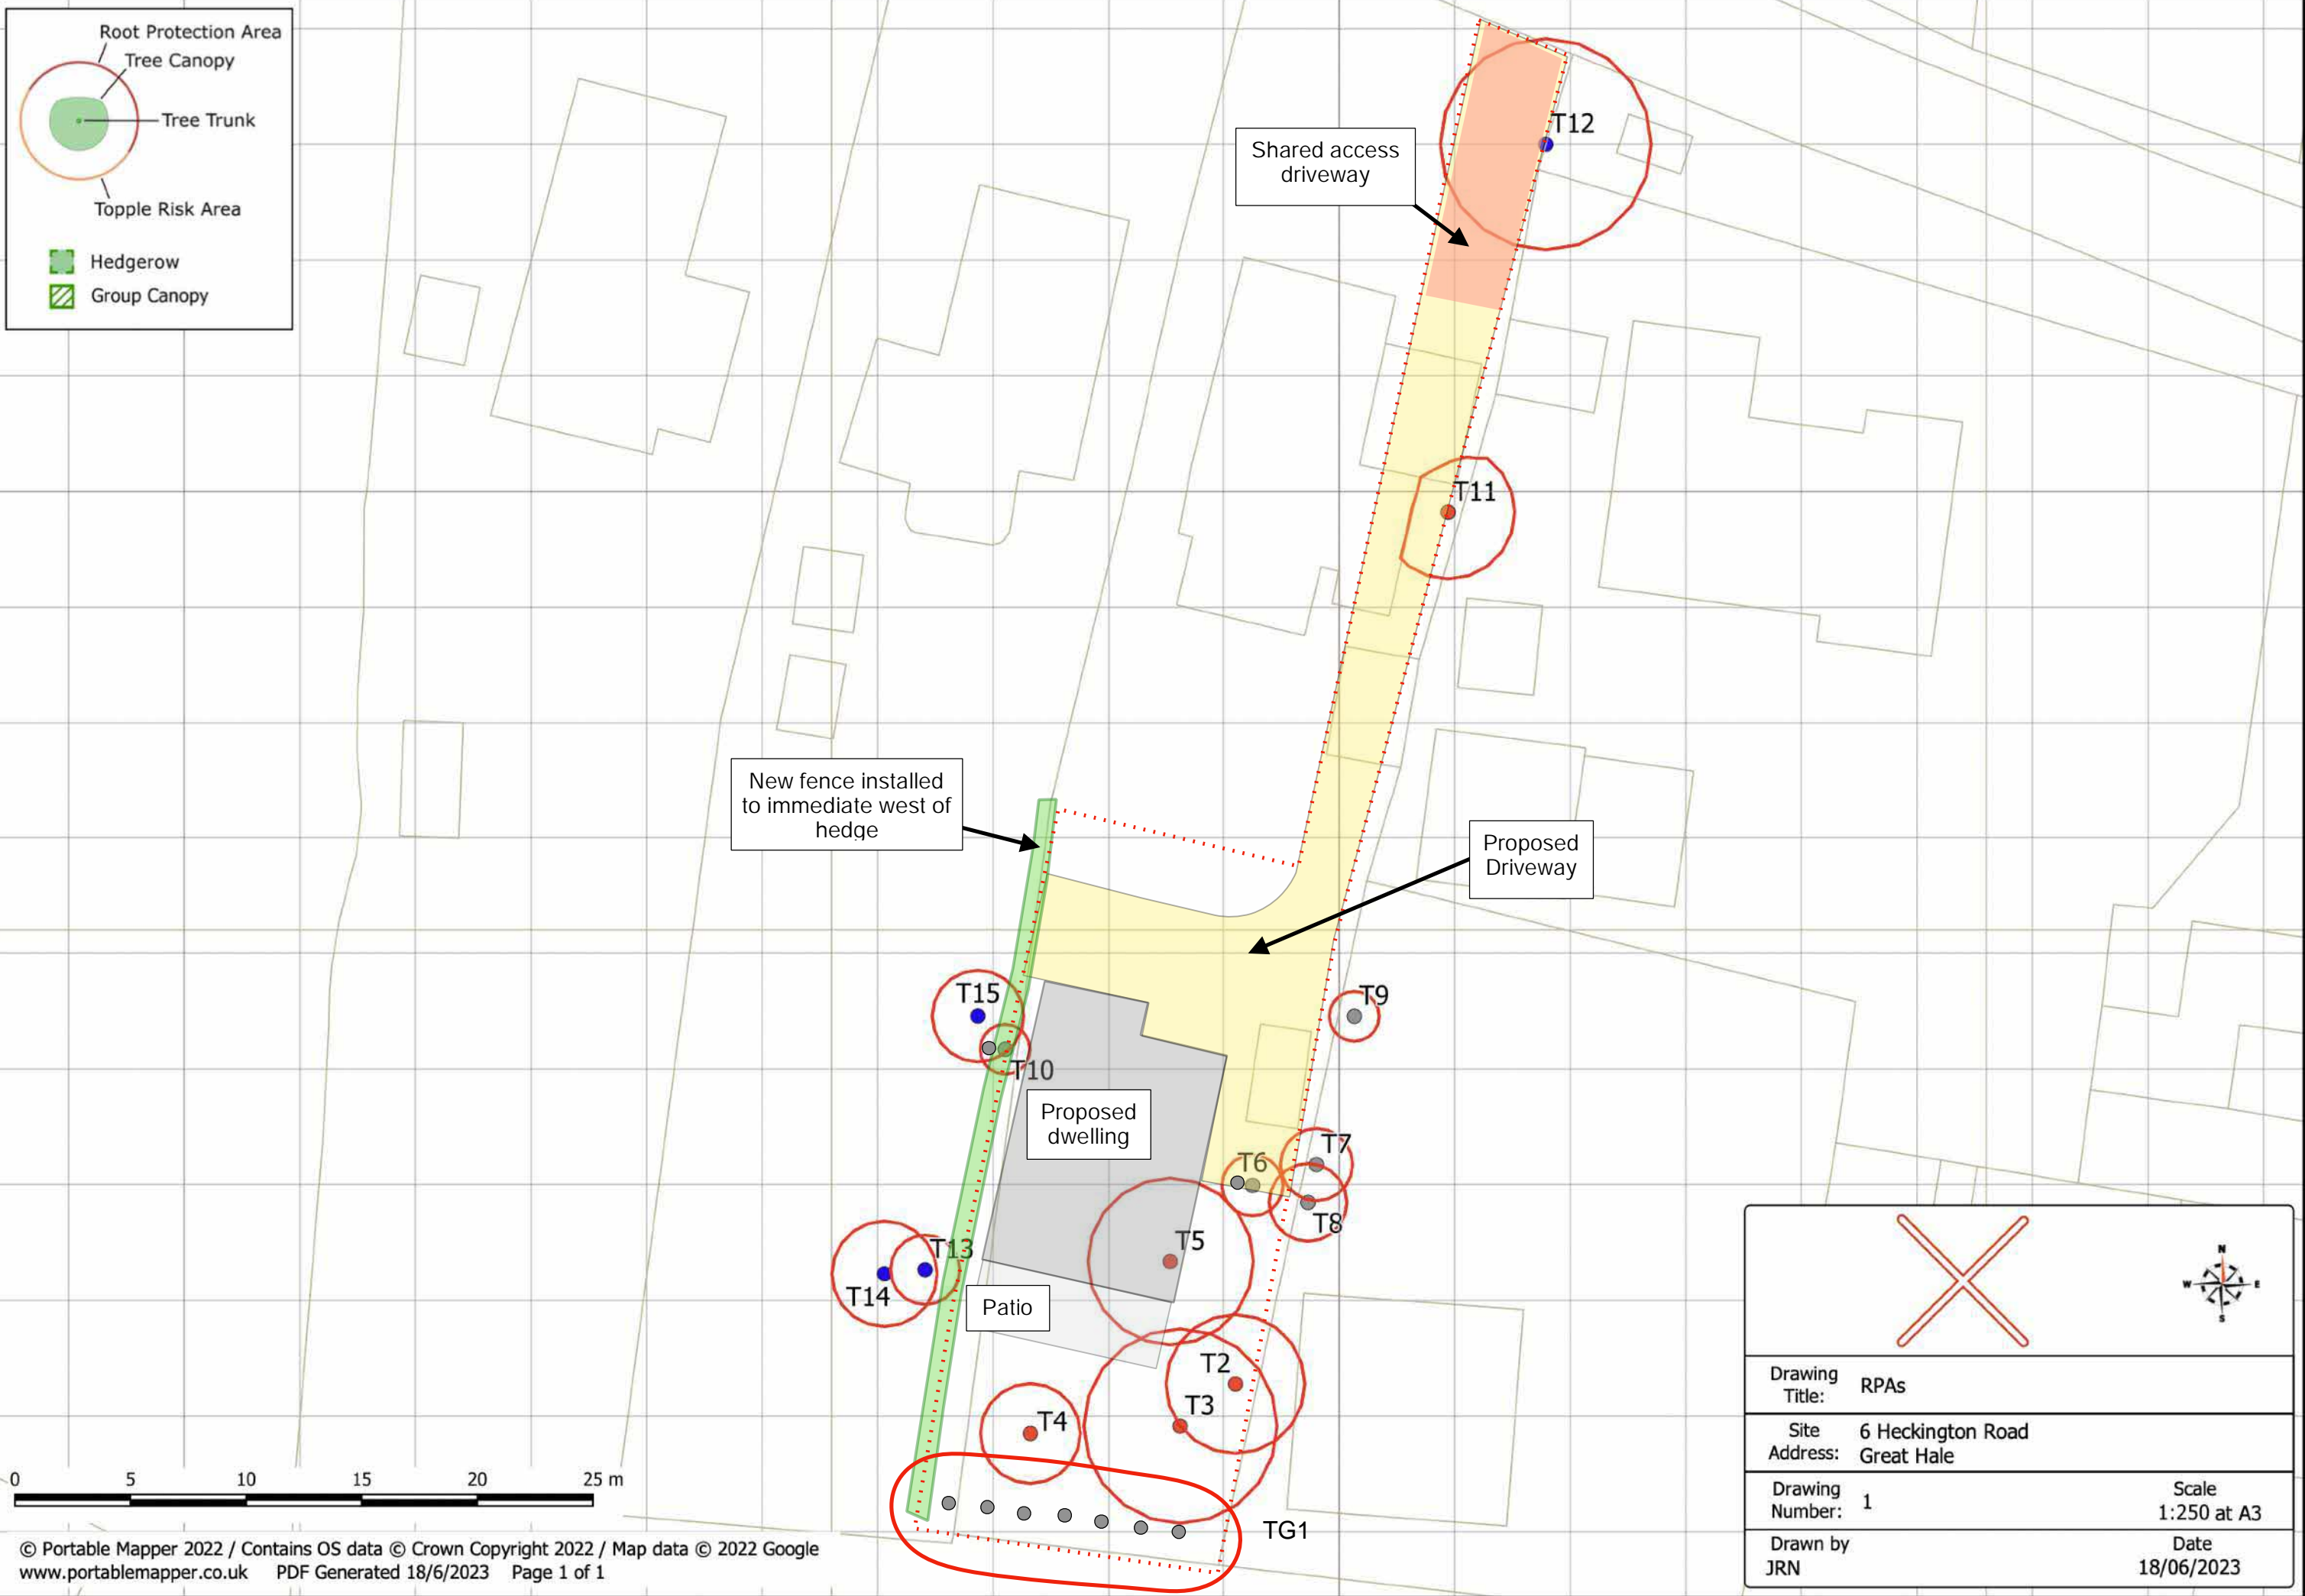 Root Protection Area
Tree Canopy
Tree Trunk
Topple Risk Area
Hedgerow
Group Canopy
Shared access
driveway
T12
T11
New fence installed
to immediate west of
hedge
Proposed
Driveway
T15
T9
T10
Proposed
dwelling
T7
T6
T8
T5
T13
T14
Patio
T2
T3
T4
TG1
0 5 10 15 20 25 m
© Portable Mapper 2022 / Contains OS data © Crown Copyright 2022 / Map data © 2022 Google
www.portablemapper.co.uk PDF Generated 18/6/2023 Page 1 of 1
N
W E
S
Drawing
Title:
RPAs
Site
Address:
6 Heckington Road
Great Hale
Drawing
Number:
1
Scale
1:250 at A3
Drawn by
JRN
Date
18/06/2023